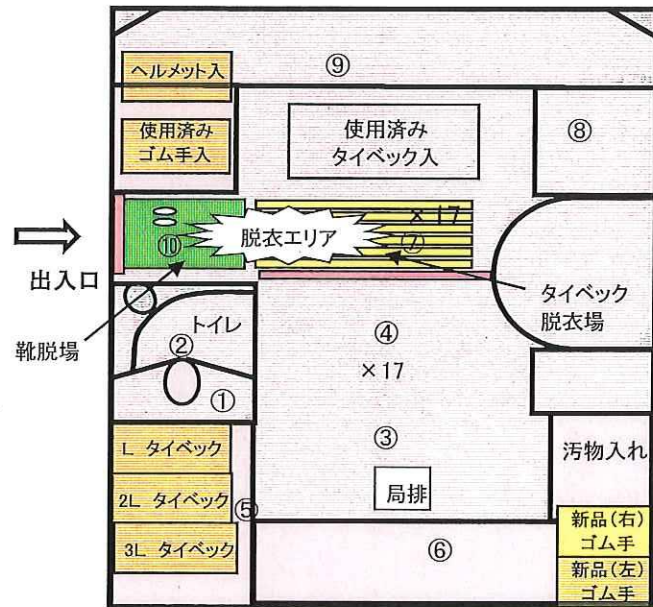 ヘルメット入
⑨
使用済み
ゴム手入
使用済み
タイベック入
⑧
×17
脱衣エリア
⑩
⑦
出入口
タイベック
脱衣場
靴脱場
トイレ
②
①
④
×17
③
L タイベック
2L タイベック
3L タイベック
⑤
局排
汚物入れ
⑥
新品(右)
ゴム手
新品(左)
ゴム手